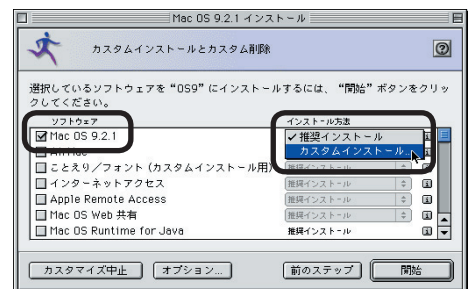 Mac OS 9.2.1 インストール
カスタムインストールとカスタム削除
選択しているソフトウェアを “OS9” にインストールするには、 “開始” ボタンをクリッ
クしてください。
ソフトウェア
インストール方法
Mac OS 9.2.1
推奨インストール
カスタムインストール...
AirMac
ことえり／フォント (カスタムインストール用)
推奨インストール
インターネットアクセス
推奨インストール
Apple Remote Access
推奨インストール
Mac OS Web 共有
推奨インストール
Mac OS Runtime for Java
推奨インストール
カスタマイズ中止
オプション...
前のステップ
開始